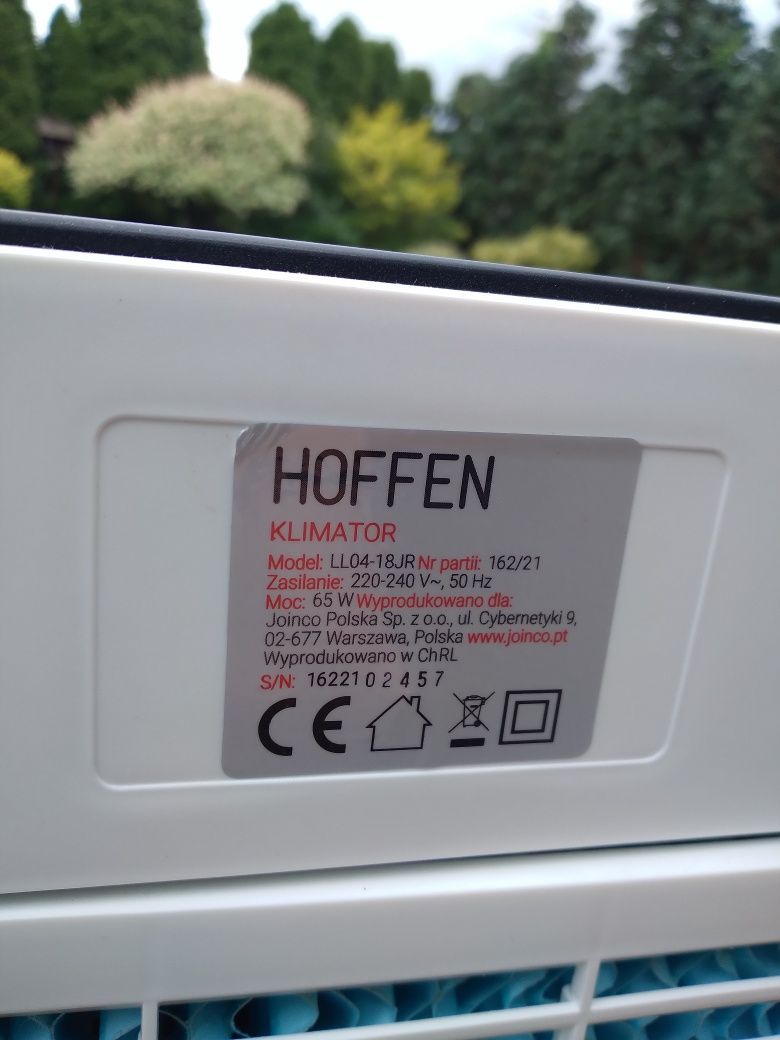 HOFFEN
KLIMATOR
Model: LL04-18JR Nr partii: 162/21
Zasilanie: 220-240 V~, 50 Hz
Moc: 65 W Wyprodukowano dla:
Joinco Polska Sp. z o.o., ul. Cybernetyki 9,
02-677 Warszawa, Polska www.joinco.pt
Wyprodukowano w ChRL
S/N: 162210 2 4 5 7
CE